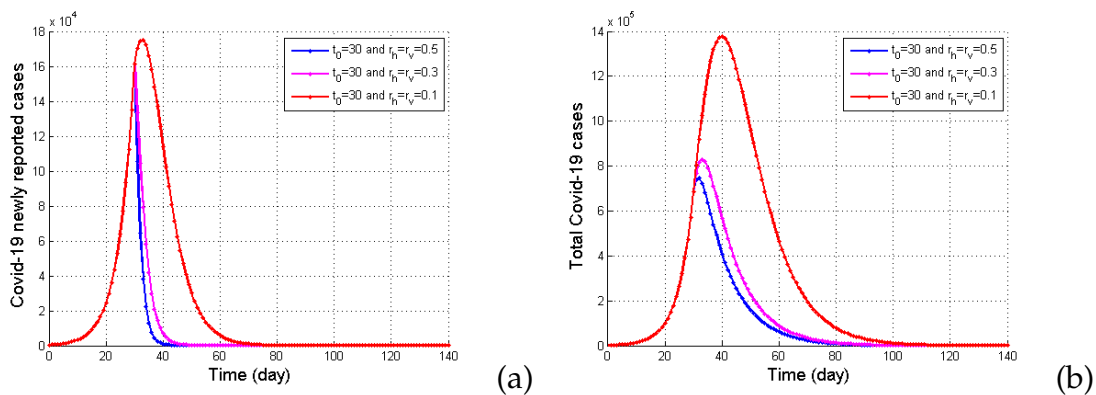 x 10⁴
18
16
14
12
10
8
6
4
2
0
0 20 40 60 80 100 120 140
Covid-19 newly reported cases
Time (day)
t₀=30 and rₕ=rᵥ=0.5
t₀=30 and rₕ=rᵥ=0.3
t₀=30 and rₕ=rᵥ=0.1
(a)
x 10⁵
14
12
10
8
6
4
2
0
0 20 40 60 80 100 120 140
Total Covid-19 cases
Time (day)
t₀=30 and rₕ=rᵥ=0.5
t₀=30 and rₕ=rᵥ=0.3
t₀=30 and rₕ=rᵥ=0.1
(b)